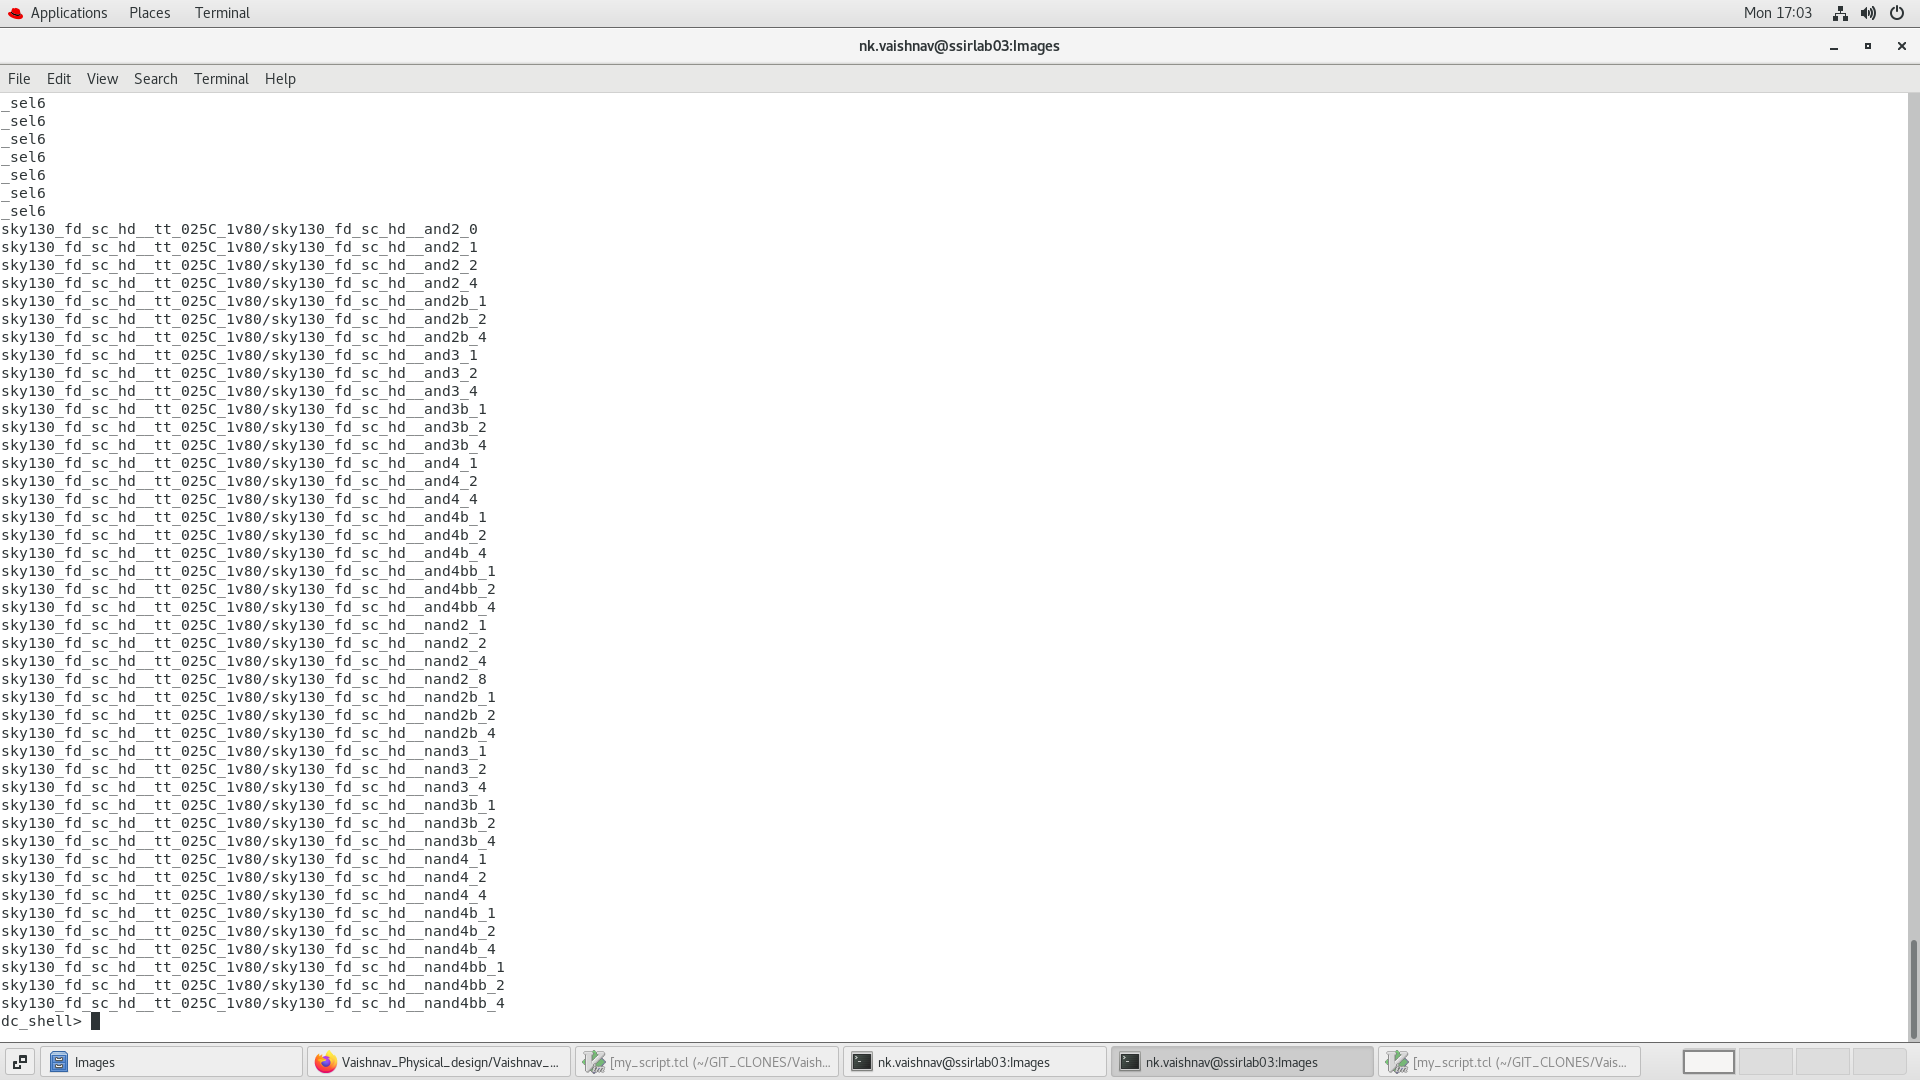 Applications Places Terminal Mon 17:03
nk.vaishnav@ssirlab03:Images
File Edit View Search Terminal Help
_sel6
_sel6
_sel6
_sel6
_sel6
_sel6
_sel6
sky130_fd_sc_hd__tt_025C_1v80/sky130_fd_sc_hd__and2_0
sky130_fd_sc_hd__tt_025C_1v80/sky130_fd_sc_hd__and2_1
sky130_fd_sc_hd__tt_025C_1v80/sky130_fd_sc_hd__and2_2
sky130_fd_sc_hd__tt_025C_1v80/sky130_fd_sc_hd__and2_4
sky130_fd_sc_hd__tt_025C_1v80/sky130_fd_sc_hd__and2b_1
sky130_fd_sc_hd__tt_025C_1v80/sky130_fd_sc_hd__and2b_2
sky130_fd_sc_hd__tt_025C_1v80/sky130_fd_sc_hd__and2b_4
sky130_fd_sc_hd__tt_025C_1v80/sky130_fd_sc_hd__and3_1
sky130_fd_sc_hd__tt_025C_1v80/sky130_fd_sc_hd__and3_2
sky130_fd_sc_hd__tt_025C_1v80/sky130_fd_sc_hd__and3_4
sky130_fd_sc_hd__tt_025C_1v80/sky130_fd_sc_hd__and3b_1
sky130_fd_sc_hd__tt_025C_1v80/sky130_fd_sc_hd__and3b_2
sky130_fd_sc_hd__tt_025C_1v80/sky130_fd_sc_hd__and3b_4
sky130_fd_sc_hd__tt_025C_1v80/sky130_fd_sc_hd__and4_1
sky130_fd_sc_hd__tt_025C_1v80/sky130_fd_sc_hd__and4_2
sky130_fd_sc_hd__tt_025C_1v80/sky130_fd_sc_hd__and4_4
sky130_fd_sc_hd__tt_025C_1v80/sky130_fd_sc_hd__and4b_1
sky130_fd_sc_hd__tt_025C_1v80/sky130_fd_sc_hd__and4b_2
sky130_fd_sc_hd__tt_025C_1v80/sky130_fd_sc_hd__and4b_4
sky130_fd_sc_hd__tt_025C_1v80/sky130_fd_sc_hd__and4bb_1
sky130_fd_sc_hd__tt_025C_1v80/sky130_fd_sc_hd__and4bb_2
sky130_fd_sc_hd__tt_025C_1v80/sky130_fd_sc_hd__and4bb_4
sky130_fd_sc_hd__tt_025C_1v80/sky130_fd_sc_hd__nand2_1
sky130_fd_sc_hd__tt_025C_1v80/sky130_fd_sc_hd__nand2_2
sky130_fd_sc_hd__tt_025C_1v80/sky130_fd_sc_hd__nand2_4
sky130_fd_sc_hd__tt_025C_1v80/sky130_fd_sc_hd__nand2_8
sky130_fd_sc_hd__tt_025C_1v80/sky130_fd_sc_hd__nand2b_1
sky130_fd_sc_hd__tt_025C_1v80/sky130_fd_sc_hd__nand2b_2
sky130_fd_sc_hd__tt_025C_1v80/sky130_fd_sc_hd__nand2b_4
sky130_fd_sc_hd__tt_025C_1v80/sky130_fd_sc_hd__nand3_1
sky130_fd_sc_hd__tt_025C_1v80/sky130_fd_sc_hd__nand3_2
sky130_fd_sc_hd__tt_025C_1v80/sky130_fd_sc_hd__nand3_4
sky130_fd_sc_hd__tt_025C_1v80/sky130_fd_sc_hd__nand3b_1
sky130_fd_sc_hd__tt_025C_1v80/sky130_fd_sc_hd__nand3b_2
sky130_fd_sc_hd__tt_025C_1v80/sky130_fd_sc_hd__nand3b_4
sky130_fd_sc_hd__tt_025C_1v80/sky130_fd_sc_hd__nand4_1
sky130_fd_sc_hd__tt_025C_1v80/sky130_fd_sc_hd__nand4_2
sky130_fd_sc_hd__tt_025C_1v80/sky130_fd_sc_hd__nand4_4
sky130_fd_sc_hd__tt_025C_1v80/sky130_fd_sc_hd__nand4b_1
sky130_fd_sc_hd__tt_025C_1v80/sky130_fd_sc_hd__nand4b_2
sky130_fd_sc_hd__tt_025C_1v80/sky130_fd_sc_hd__nand4b_4
sky130_fd_sc_hd__tt_025C_1v80/sky130_fd_sc_hd__nand4bb_1
sky130_fd_sc_hd__tt_025C_1v80/sky130_fd_sc_hd__nand4bb_2
sky130_fd_sc_hd__tt_025C_1v80/sky130_fd_sc_hd__nand4bb_4
dc_shell>
Images Vaishnav_Physical_design/Vaishnav_... [my_script.tcl (~/GIT_CLONES/Vaish... nk.vaishnav@ssirlab03:Images nk.vaishnav@ssirlab03:Images [my_script.tcl (~/GIT_CLONES/Vais...